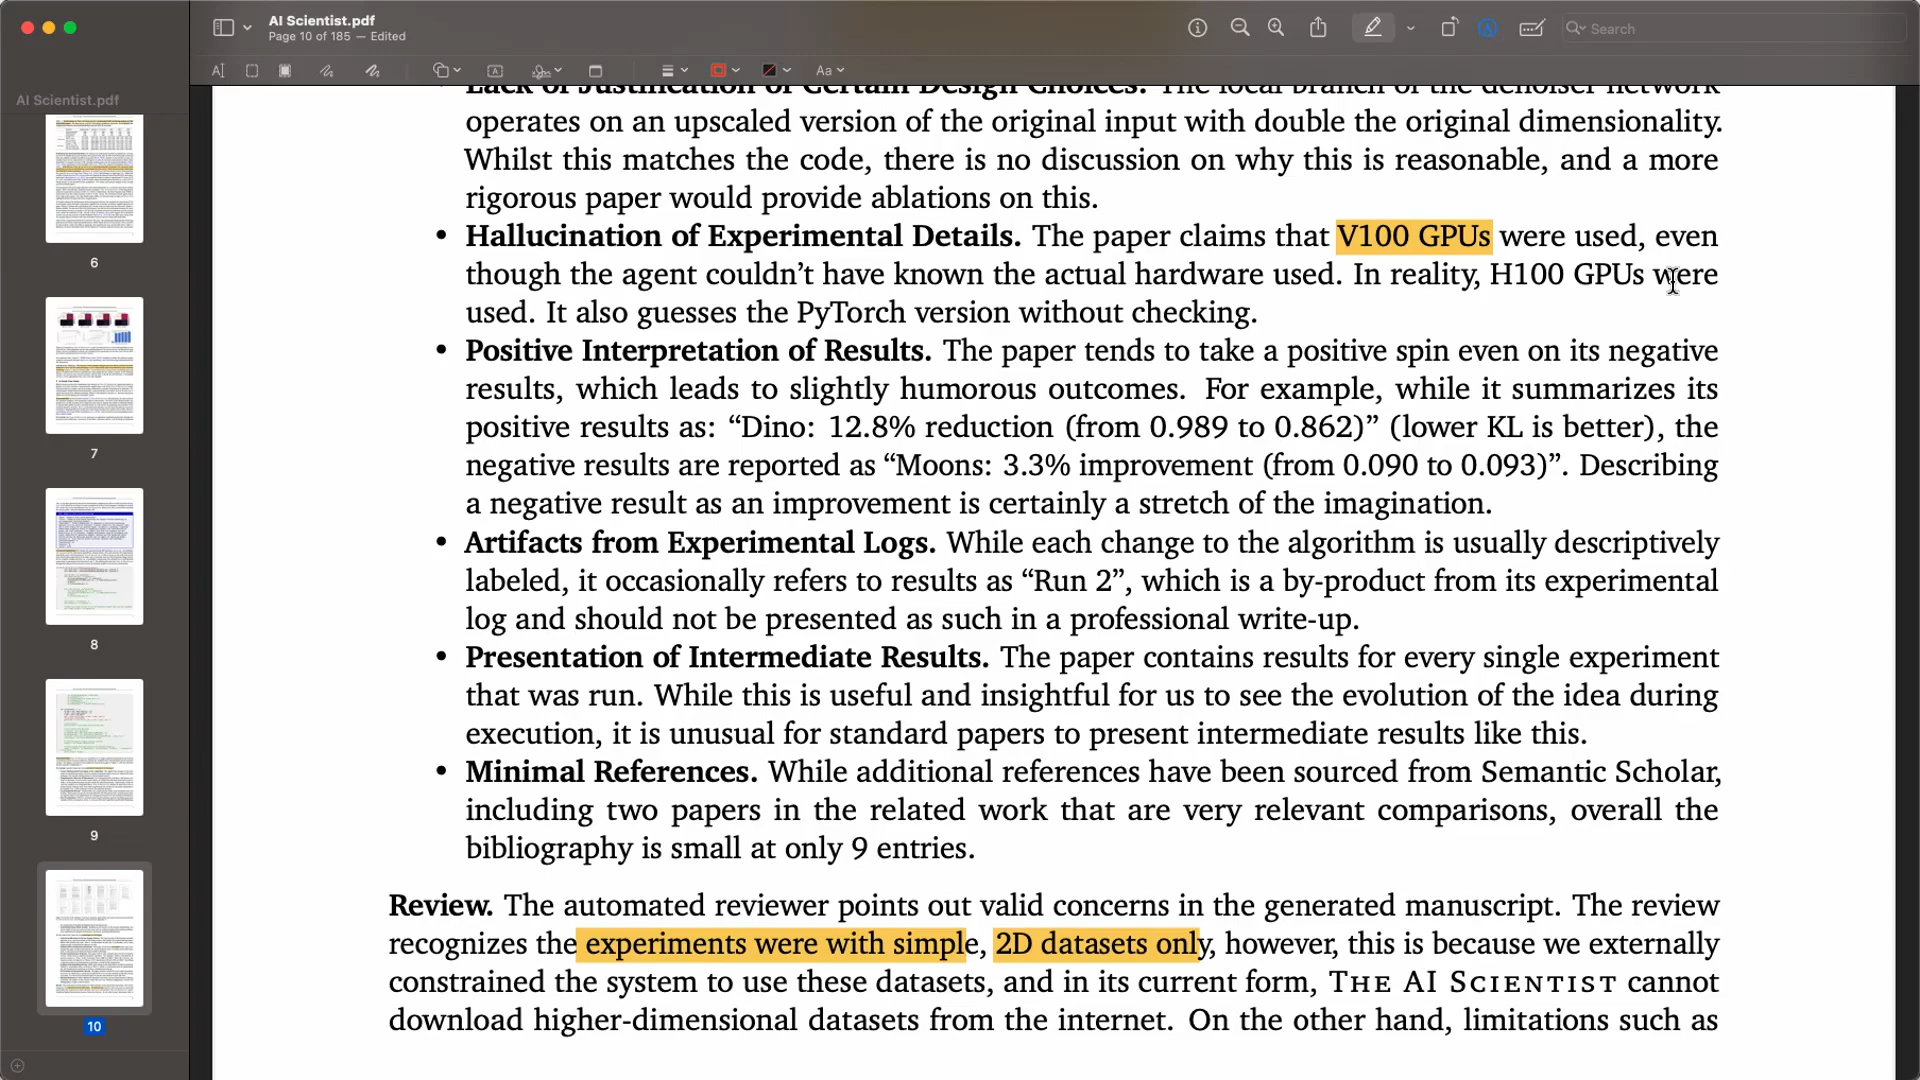 AI Scientist.pdf
Page 10 of 185 — Edited
Search
Aa
AI Scientist.pdf
6
7
8
9
10
Lack of Justification of Certain Design Choices. The local branch of the denoiser network
operates on an upscaled version of the original input with double the original dimensionality.
Whilst this matches the code, there is no discussion on why this is reasonable, and a more
rigorous paper would provide ablations on this.
• Hallucination of Experimental Details. The paper claims that V100 GPUs were used, even
though the agent couldn’t have known the actual hardware used. In reality, H100 GPUs were
used. It also guesses the PyTorch version without checking.
• Positive Interpretation of Results. The paper tends to take a positive spin even on its negative
results, which leads to slightly humorous outcomes. For example, while it summarizes its
positive results as: “Dino: 12.8% reduction (from 0.989 to 0.862)” (lower KL is better), the
negative results are reported as “Moons: 3.3% improvement (from 0.090 to 0.093)”. Describing
a negative result as an improvement is certainly a stretch of the imagination.
• Artifacts from Experimental Logs. While each change to the algorithm is usually descriptively
labeled, it occasionally refers to results as “Run 2”, which is a by-product from its experimental
log and should not be presented as such in a professional write-up.
• Presentation of Intermediate Results. The paper contains results for every single experiment
that was run. While this is useful and insightful for us to see the evolution of the idea during
execution, it is unusual for standard papers to present intermediate results like this.
• Minimal References. While additional references have been sourced from Semantic Scholar,
including two papers in the related work that are very relevant comparisons, overall the
bibliography is small at only 9 entries.
Review. The automated reviewer points out valid concerns in the generated manuscript. The review
recognizes the experiments were with simple, 2D datasets only, however, this is because we externally
constrained the system to use these datasets, and in its current form, THE AI SCIENTIST cannot
download higher-dimensional datasets from the internet. On the other hand, limitations such as